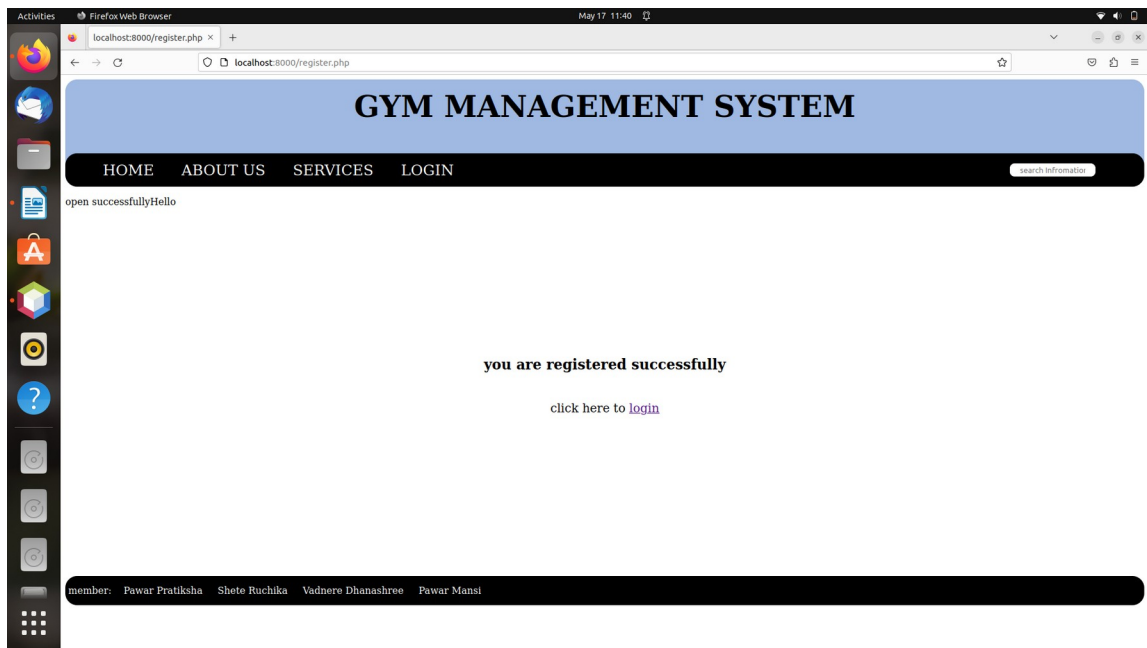 Activities Firefox Web Browser May 17 11:40
localhost:8000/register.php × +
localhost:8000/register.php
GYM MANAGEMENT SYSTEM
HOME ABOUT US SERVICES LOGIN search Infromation
open successfullyHello
you are registered successfully
click here to login
member: Pawar Pratiksha Shete Ruchika Vadnere Dhanashree Pawar Mansi